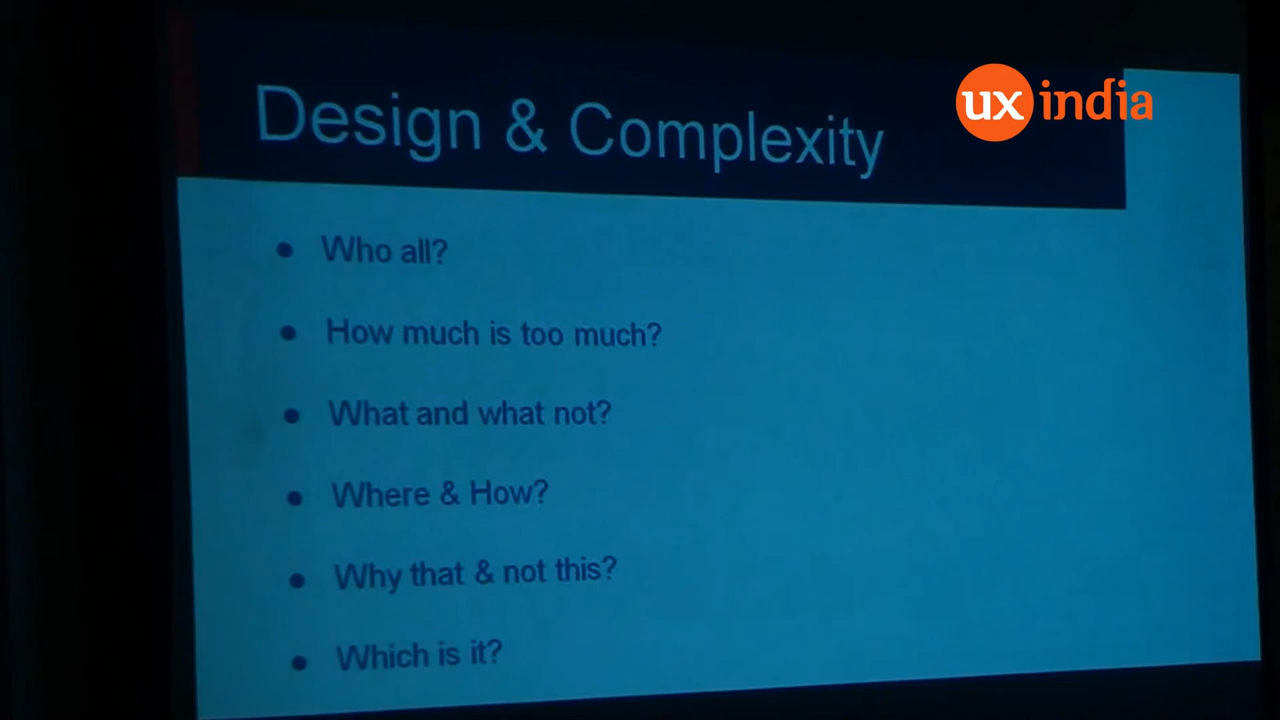 Design & Complexity
ux india
Who all?
How much is too much?
What and what not?
Where & How?
Why that & not this?
Which is it?